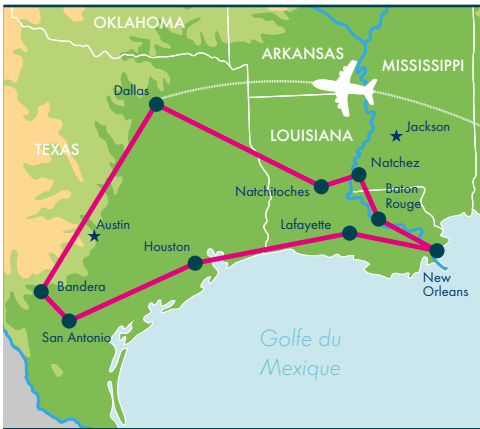 OKLAHOMA
ARKANSAS
MISSISSIPPI
Dallas
Jackson
LOUISIANA
TEXAS
Natchez
Natchitoches
Baton
Rouge
Austin
Lafayette
Houston
New
Orleans
Bandera
San Antonio
Golfe du
Mexique